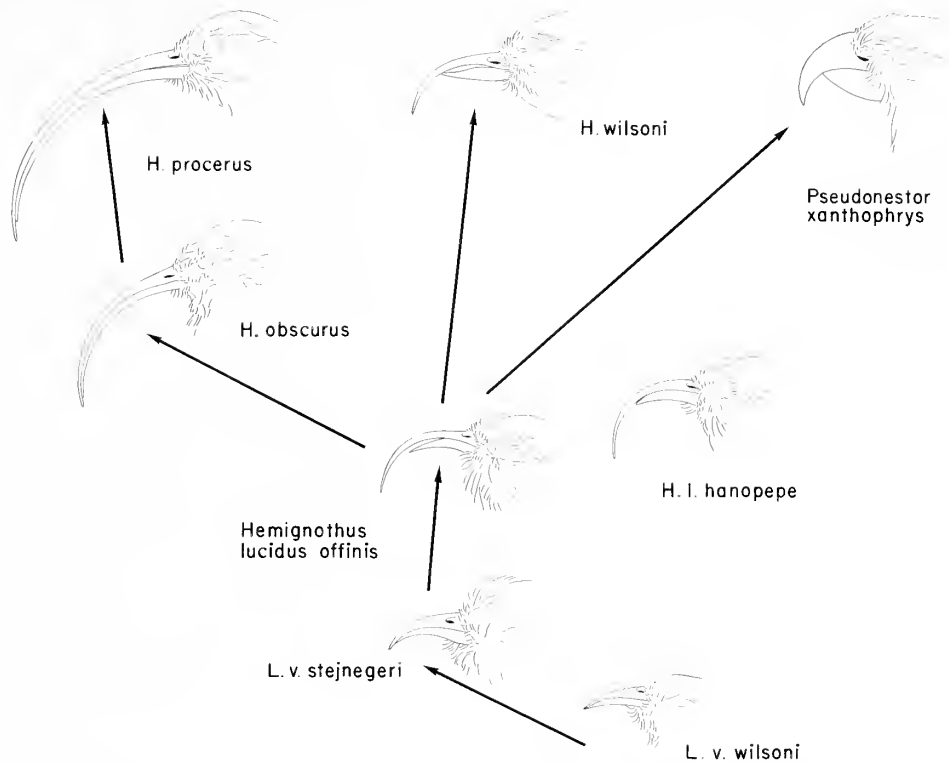 H. procerus
H. wilsoni
Pseudonestor
xanthophrys
H. obscurus
H. l. hanopepe
Hemignothus
lucidus offinis
L. v. stejnegeri
L. v. wilsoni